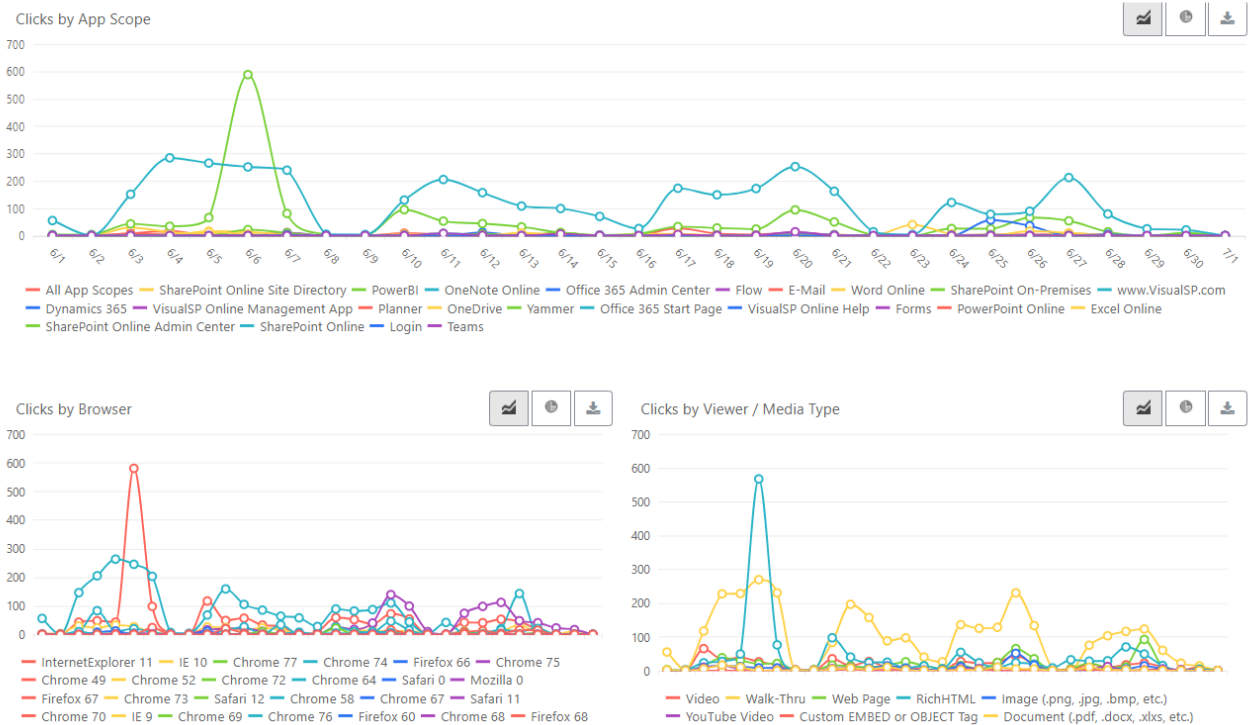 Clicks by App Scope
700
600
500
400
300
200
100
0
6/1 6/2 6/3 6/4 6/5 6/6 6/7 6/8 6/9 6/10 6/11 6/12 6/13 6/14 6/15 6/16 6/17 6/18 6/19 6/20 6/21 6/22 6/23 6/24 6/25 6/26 6/27 6/28 6/29 6/30 7/1
All App Scopes SharePoint Online Site Directory PowerBI OneNote Online Office 365 Admin Center Flow E-Mail Word Online SharePoint On-Premises www.VisualSP.com
Dynamics 365 VisualSP Online Management App Planner OneDrive Yammer Office 365 Start Page VisualSP Online Help Forms PowerPoint Online Excel Online
SharePoint Online Admin Center SharePoint Online Login Teams
Clicks by Browser
700
600
500
400
300
200
100
0
InternetExplorer 11 IE 10 Chrome 77 Chrome 74 Firefox 66 Chrome 75
Chrome 49 Chrome 52 Chrome 72 Chrome 64 Safari 0 Mozilla 0
Firefox 67 Chrome 73 Safari 12 Chrome 58 Chrome 67 Safari 11
Chrome 70 IE 9 Chrome 69 Chrome 76 Firefox 60 Chrome 68 Firefox 68
Clicks by Viewer / Media Type
700
600
500
400
300
200
100
0
Video Walk-Thru Web Page RichHTML Image (.png, .jpg, .bmp, etc.)
YouTube Video Custom EMBED or OBJECT Tag Document (.pdf, .docx, .xlks, etc.)